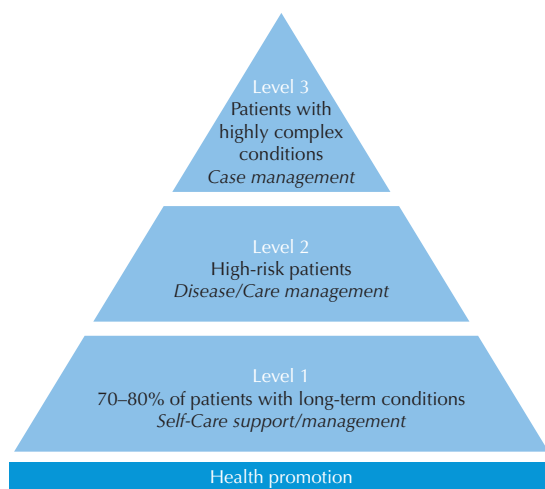 Level 3
Patients with
highly complex
conditions
Case management
Level 2
High-risk patients
Disease/Care management
Level 1
70–80% of patients with long-term conditions
Self-Care support/management
Health promotion